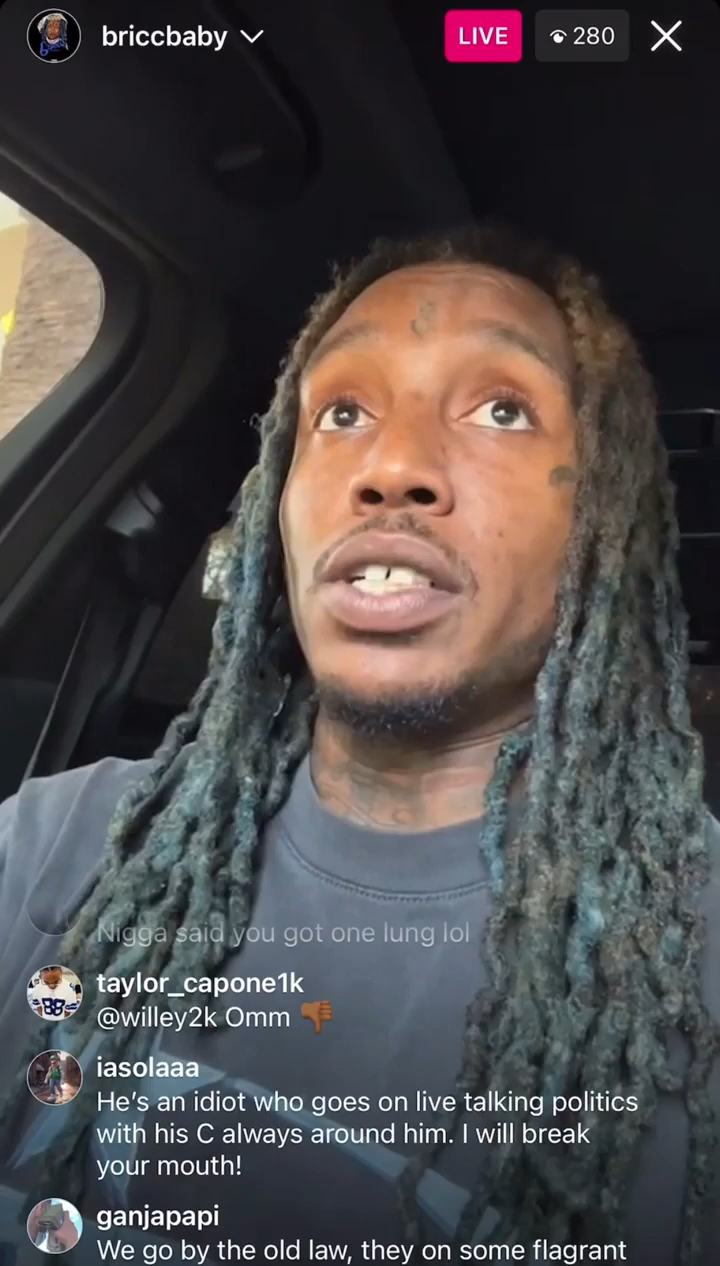 briccbaby
LIVE
280
Nigga said you got one lung lol
taylor_capone1k
@willey2k Omm 👎🏾
iasolaaa
He’s an idiot who goes on live talking politics
with his C always around him. I will break
your mouth!
ganjapapi
We go by the old law, they on some flagrant